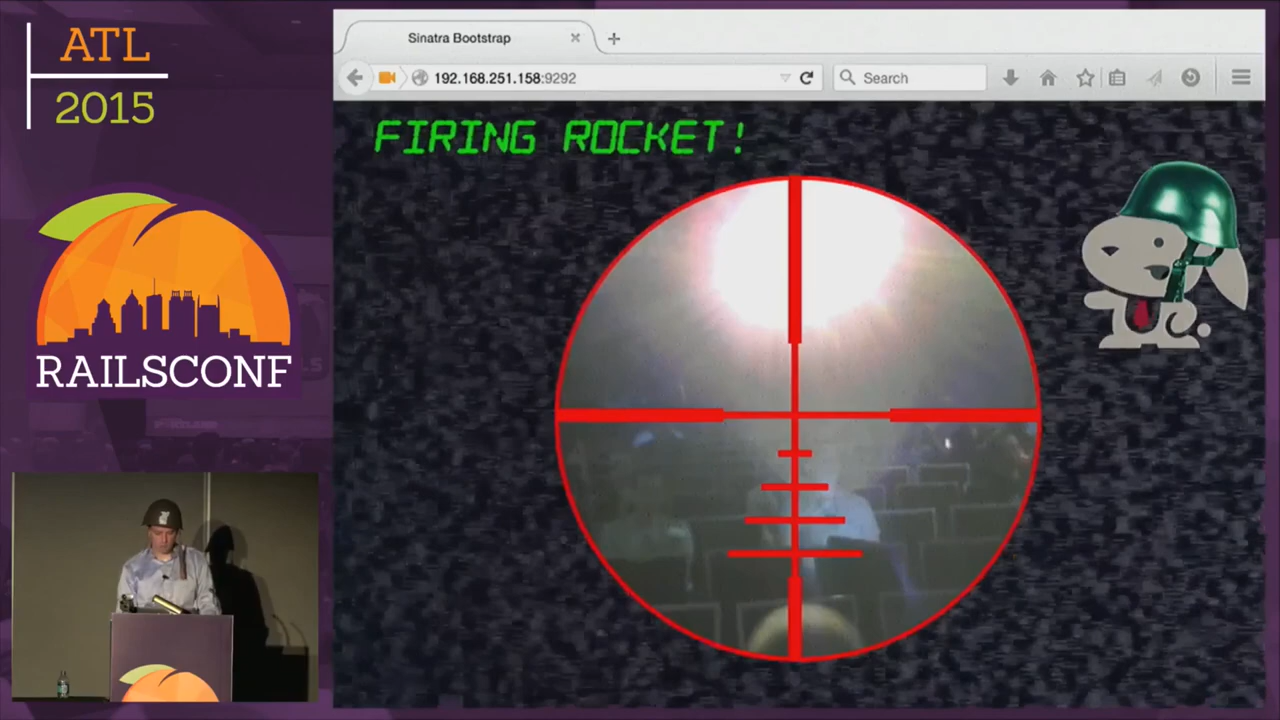 ATL
2015
RAILSCONF
Sinatra Bootstrap
192.168.251.158:9292
Search
FIRING ROCKET!